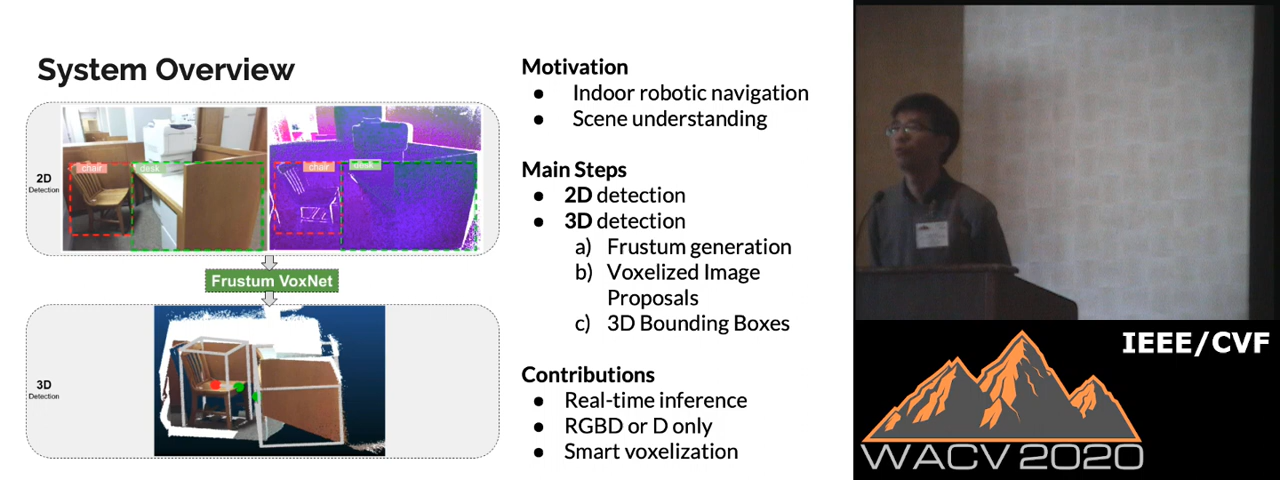 System Overview
2D
Detection
chair
desk
chair
desk
Frustum VoxNet
3D
Detection
Motivation
● Indoor robotic navigation
● Scene understanding
Main Steps
● 2D detection
● 3D detection
a) Frustum generation
b) Voxelized Image
Proposals
c) 3D Bounding Boxes
Contributions
● Real-time inference
● RGBD or D only
● Smart voxelization
IEEE/CVF
WACV 2020